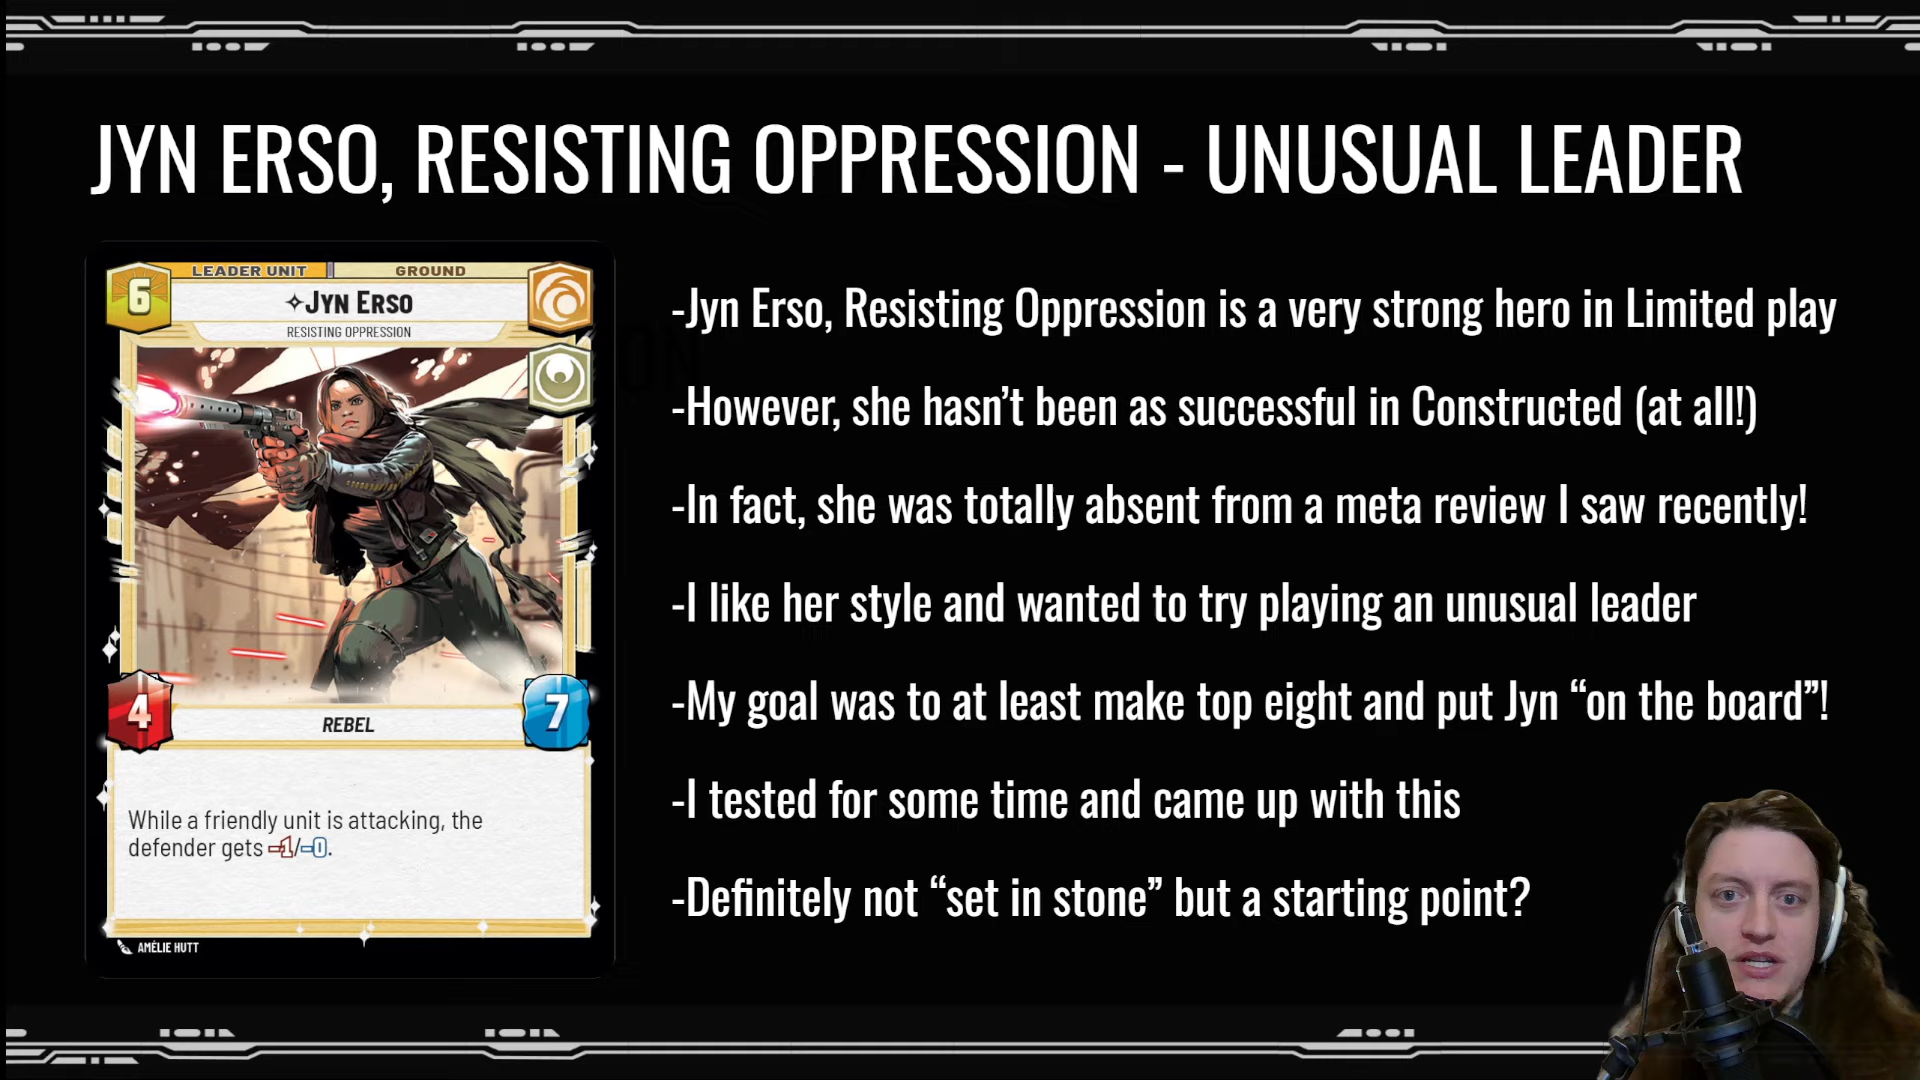 JYN ERSO, RESISTING OPPRESSION - UNUSUAL LEADER
LEADER UNIT
GROUND
6
JYN ERSO
RESISTING OPPRESSION
4
REBEL
7
While a friendly unit is attacking, the
defender gets -1/-0.
AMÉLIE HUTT
-Jyn Erso, Resisting Oppression is a very strong hero in Limited play
-However, she hasn’t been as successful in Constructed (at all!)
-In fact, she was totally absent from a meta review I saw recently!
-I like her style and wanted to try playing an unusual leader
-My goal was to at least make top eight and put Jyn “on the board”!
-I tested for some time and came up with this
-Definitely not “set in stone” but a starting point?